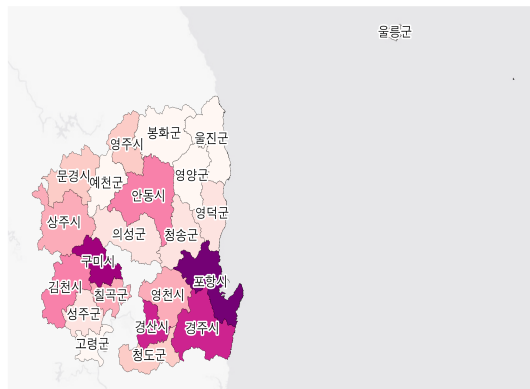 울릉군
봉화군
울진군
영주시
문경시
예천군
영양군
안동시
상주시
영덕군
의성군
청송군
구미시
포항시
김천시
칠곡군
영천시
성주군
경산시
경주시
고령군
청도군